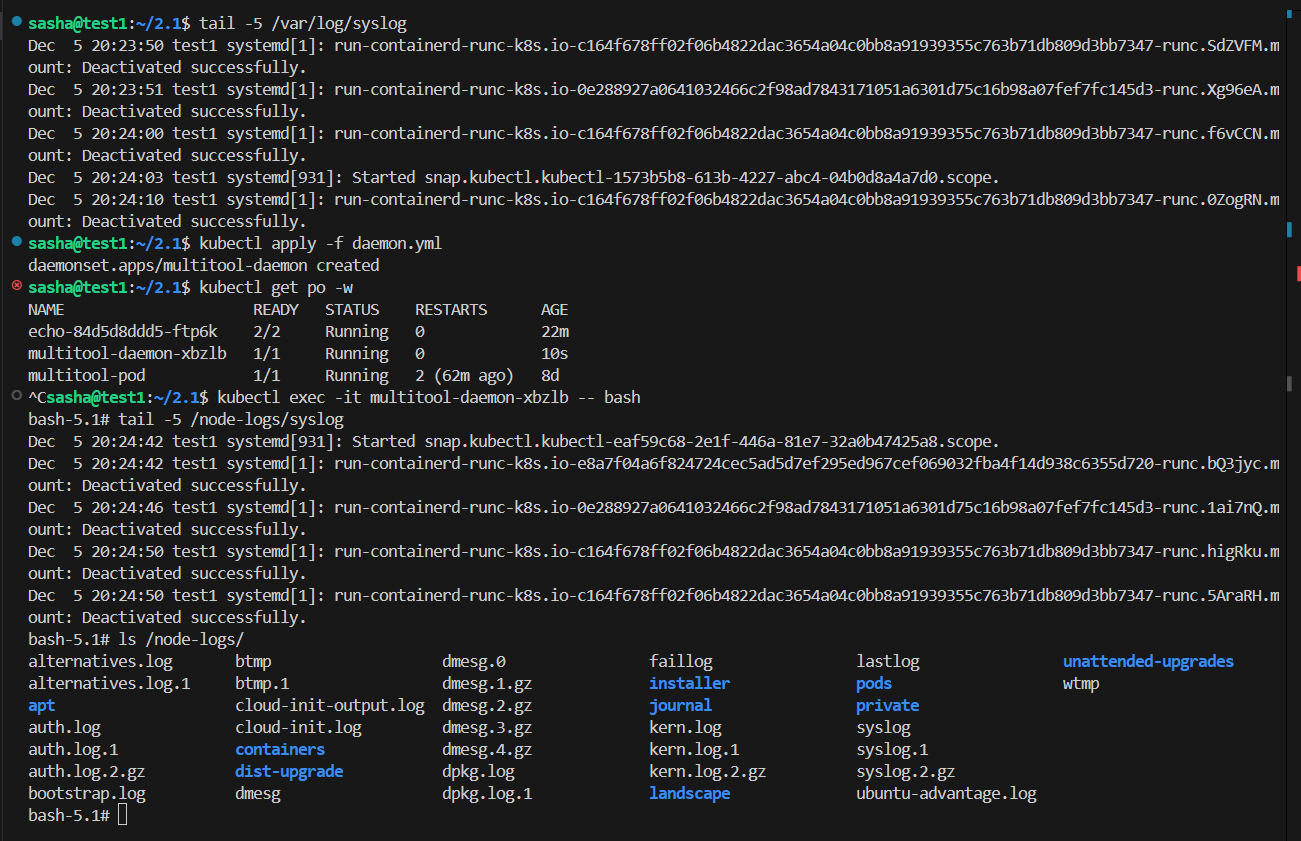 sasha@test1:~/2.1$ tail -5 /var/log/syslog
Dec  5 20:23:50 test1 systemd[1]: run-containerd-runc-k8s.io-c164f678ff02f06b4822dac3654a04c0bb8a91939355c763b71db809d3bb7347-runc.SdZVFM.m
ount: Deactivated successfully.
Dec  5 20:23:51 test1 systemd[1]: run-containerd-runc-k8s.io-0e288927a0641032466c2f98ad7843171051a6301d75c16b98a07fef7fc145d3-runc.Xg96eA.m
ount: Deactivated successfully.
Dec  5 20:24:00 test1 systemd[1]: run-containerd-runc-k8s.io-c164f678ff02f06b4822dac3654a04c0bb8a91939355c763b71db809d3bb7347-runc.f6vCCN.m
ount: Deactivated successfully.
Dec  5 20:24:03 test1 systemd[931]: Started snap.kubectl.kubectl-1573b5b8-613b-4227-abc4-04b0d8a4a7d0.scope.
Dec  5 20:24:10 test1 systemd[1]: run-containerd-runc-k8s.io-c164f678ff02f06b4822dac3654a04c0bb8a91939355c763b71db809d3bb7347-runc.0ZogRN.m
ount: Deactivated successfully.
sasha@test1:~/2.1$ kubectl apply -f daemon.yml
daemonset.apps/multitool-daemon created
sasha@test1:~/2.1$ kubectl get po -w
NAME                     READY   STATUS    RESTARTS      AGE
echo-84d5d8ddd5-ftp6k    2/2     Running   0             22m
multitool-daemon-xbzlb   1/1     Running   0             10s
multitool-pod            1/1     Running   2 (62m ago)   8d
^Csasha@test1:~/2.1$ kubectl exec -it multitool-daemon-xbzlb -- bash
bash-5.1# tail -5 /node-logs/syslog
Dec  5 20:24:42 test1 systemd[931]: Started snap.kubectl.kubectl-eaf59c68-2e1f-446a-81e7-32a0b47425a8.scope.
Dec  5 20:24:42 test1 systemd[1]: run-containerd-runc-k8s.io-e8a7f04a6f824724cec5ad5d7ef295ed967cef069032fba4f14d938c6355d720-runc.bQ3jyc.m
ount: Deactivated successfully.
Dec  5 20:24:46 test1 systemd[1]: run-containerd-runc-k8s.io-0e288927a0641032466c2f98ad7843171051a6301d75c16b98a07fef7fc145d3-runc.1ai7nQ.m
ount: Deactivated successfully.
Dec  5 20:24:50 test1 systemd[1]: run-containerd-runc-k8s.io-c164f678ff02f06b4822dac3654a04c0bb8a91939355c763b71db809d3bb7347-runc.higRku.m
ount: Deactivated successfully.
Dec  5 20:24:50 test1 systemd[1]: run-containerd-runc-k8s.io-c164f678ff02f06b4822dac3654a04c0bb8a91939355c763b71db809d3bb7347-runc.5AraRH.m
ount: Deactivated successfully.
bash-5.1# ls /node-logs/
alternatives.log    btmp                   dmesg.0      faillog        lastlog                unattended-upgrades
alternatives.log.1  btmp.1                 dmesg.1.gz   installer      pods                   wtmp
apt                 cloud-init-output.log  dmesg.2.gz   journal        private
auth.log            cloud-init.log         dmesg.3.gz   kern.log       syslog
auth.log.1          containers             dmesg.4.gz   kern.log.1     syslog.1
auth.log.2.gz       dist-upgrade           dpkg.log     kern.log.2.gz  syslog.2.gz
bootstrap.log       dmesg                  dpkg.log.1   landscape      ubuntu-advantage.log
bash-5.1#